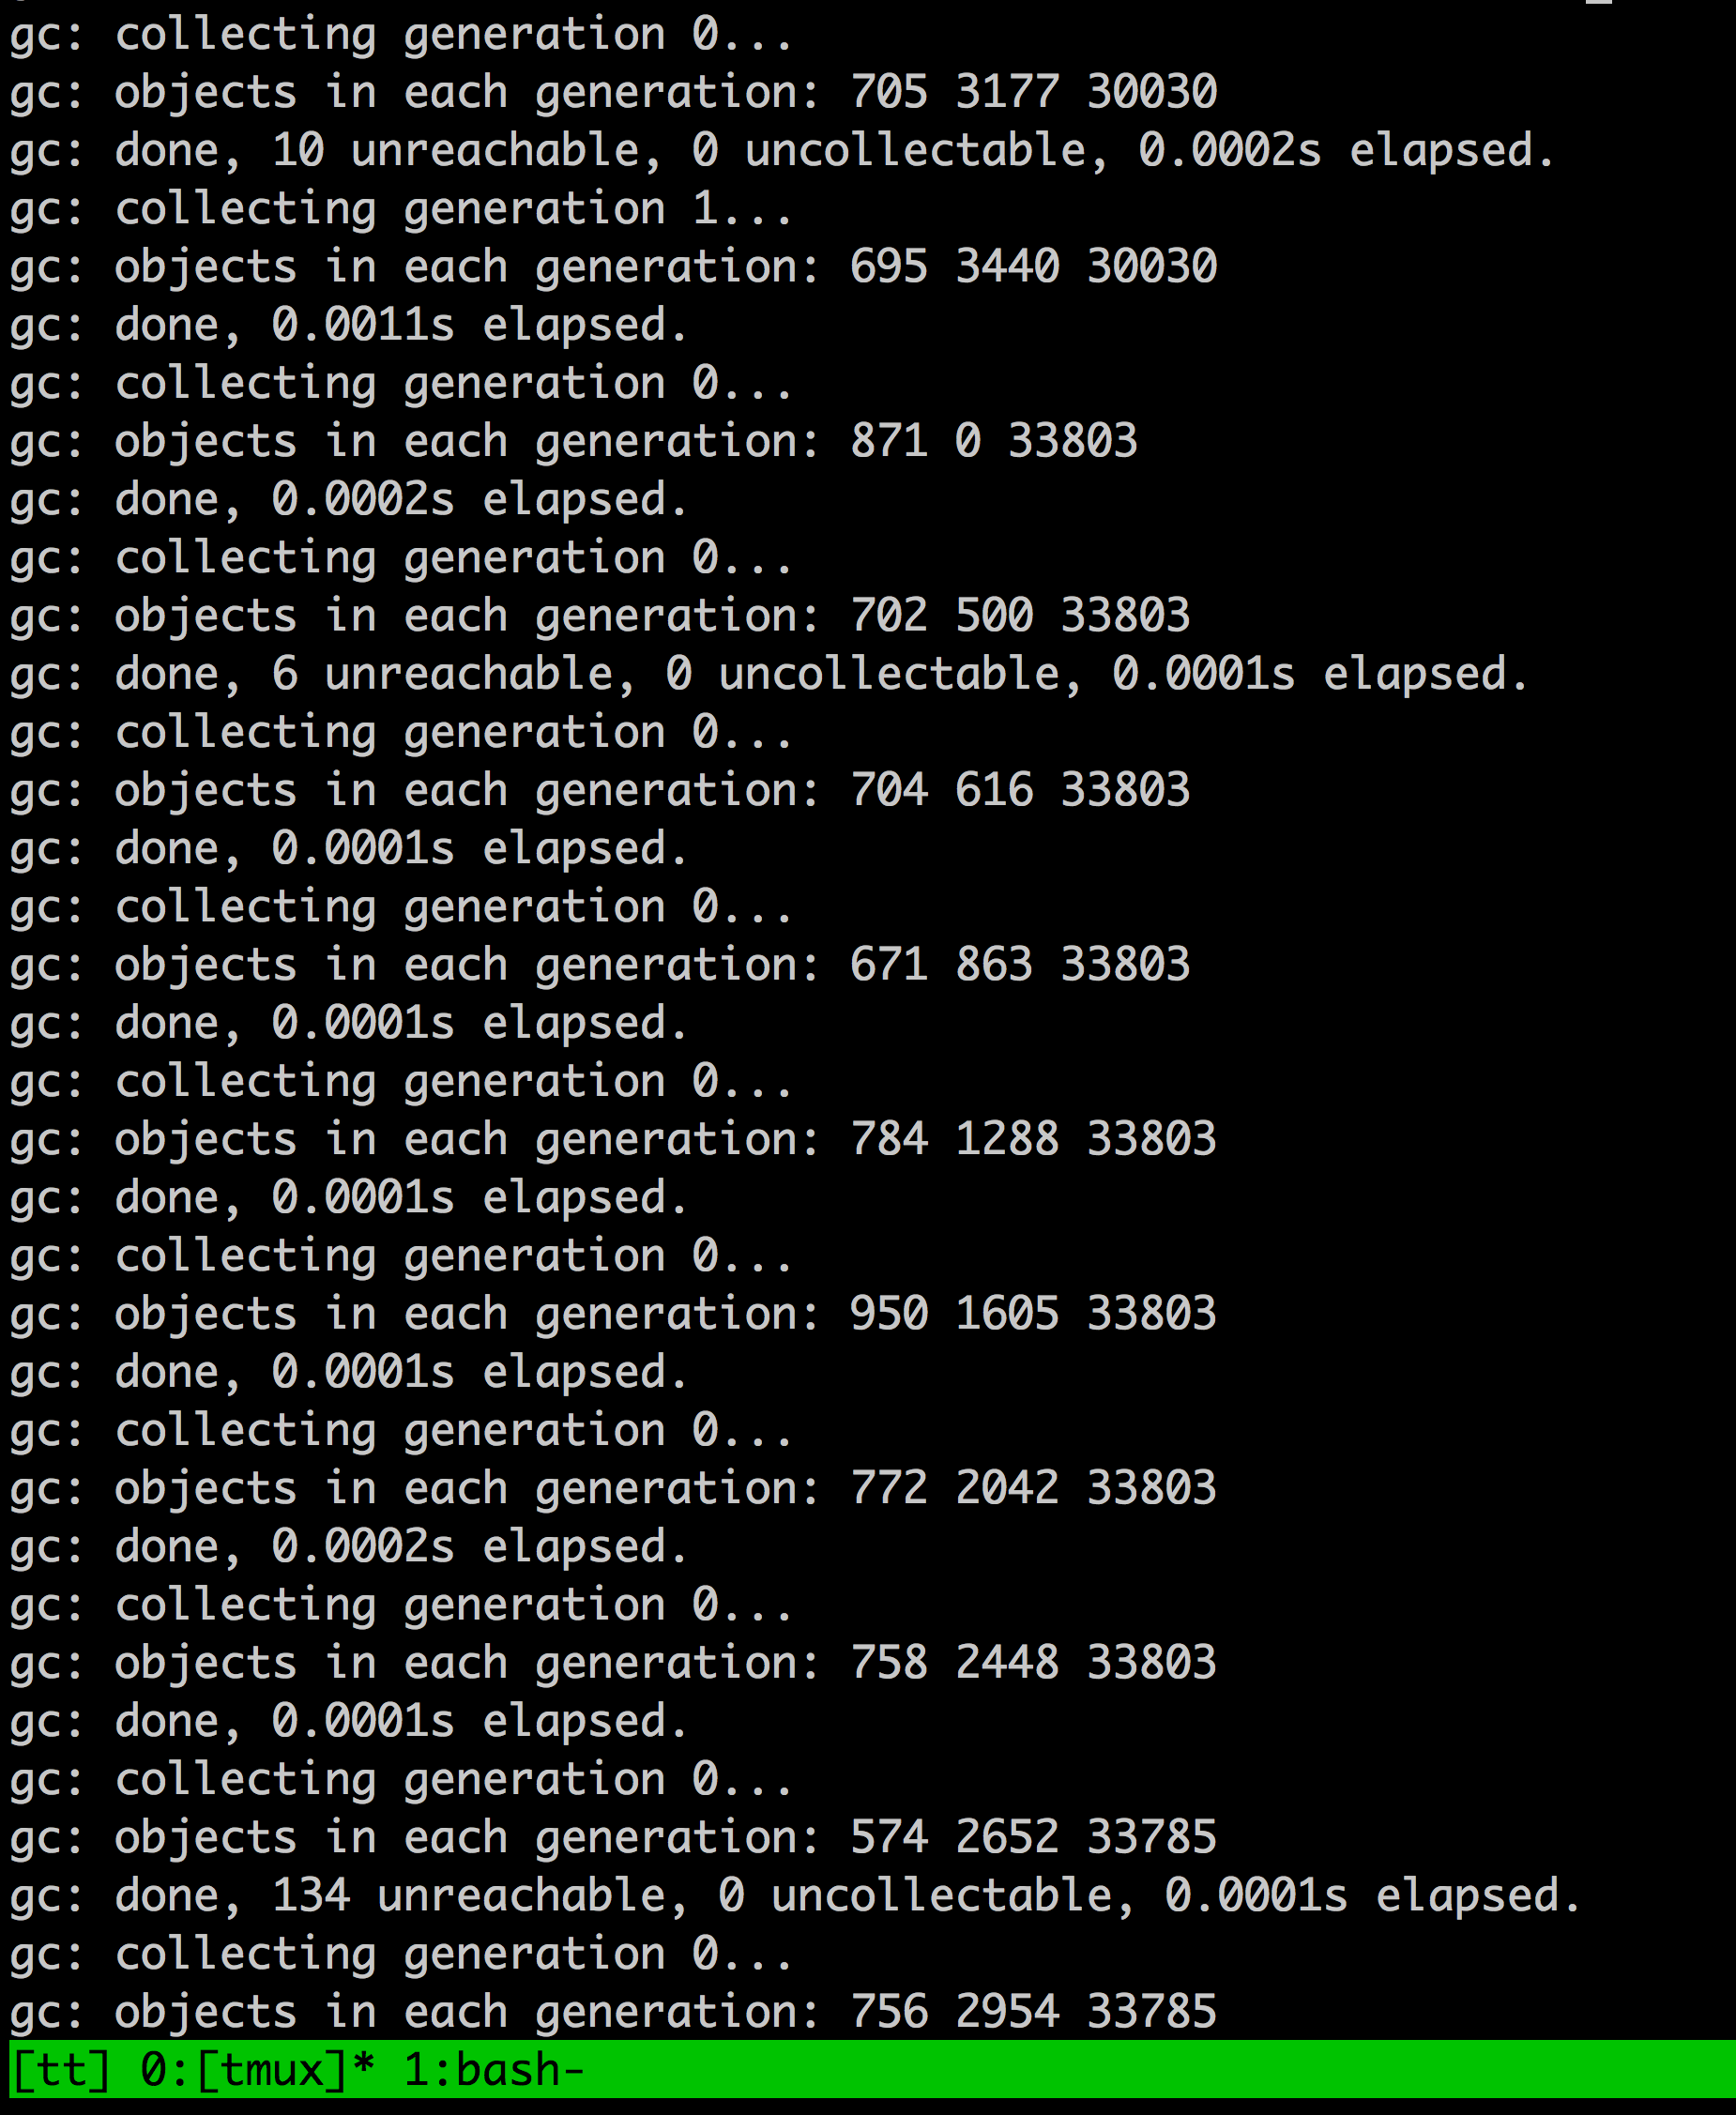 gc: collecting generation 0...
gc: objects in each generation: 705 3177 30030
gc: done, 10 unreachable, 0 uncollectable, 0.0002s elapsed.
gc: collecting generation 1...
gc: objects in each generation: 695 3440 30030
gc: done, 0.0011s elapsed.
gc: collecting generation 0...
gc: objects in each generation: 871 0 33803
gc: done, 0.0002s elapsed.
gc: collecting generation 0...
gc: objects in each generation: 702 500 33803
gc: done, 6 unreachable, 0 uncollectable, 0.0001s elapsed.
gc: collecting generation 0...
gc: objects in each generation: 704 616 33803
gc: done, 0.0001s elapsed.
gc: collecting generation 0...
gc: objects in each generation: 671 863 33803
gc: done, 0.0001s elapsed.
gc: collecting generation 0...
gc: objects in each generation: 784 1288 33803
gc: done, 0.0001s elapsed.
gc: collecting generation 0...
gc: objects in each generation: 950 1605 33803
gc: done, 0.0001s elapsed.
gc: collecting generation 0...
gc: objects in each generation: 772 2042 33803
gc: done, 0.0002s elapsed.
gc: collecting generation 0...
gc: objects in each generation: 758 2448 33803
gc: done, 0.0001s elapsed.
gc: collecting generation 0...
gc: objects in each generation: 574 2652 33785
gc: done, 134 unreachable, 0 uncollectable, 0.0001s elapsed.
gc: collecting generation 0...
gc: objects in each generation: 756 2954 33785
[tt] 0:[tmux]* 1:bash-